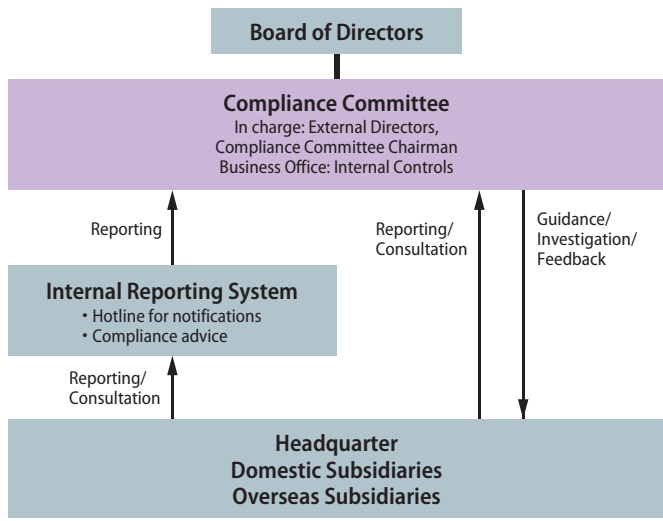 Board of Directors
Compliance Committee
In charge: External Directors,
Compliance Committee Chairman
Business Office: Internal Controls
Reporting
Reporting/
Consultation
Guidance/
Investigation/
Feedback
Internal Reporting System
• Hotline for notifications
• Compliance advice
Reporting/
Consultation
Headquarter
Domestic Subsidiaries
Overseas Subsidiaries